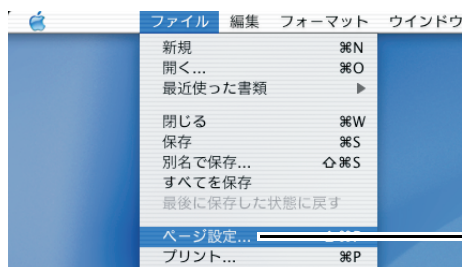 ファイル 編集 フォーマット ウインドウ
新規 ⌘N
開く... ⌘O
最近使った書類 ▶
閉じる ⌘W
保存 ⌘S
別名で保存... ⇧⌘S
すべてを保存
最後に保存した状態に戻す
ページ設定...
プリント... ⌘P